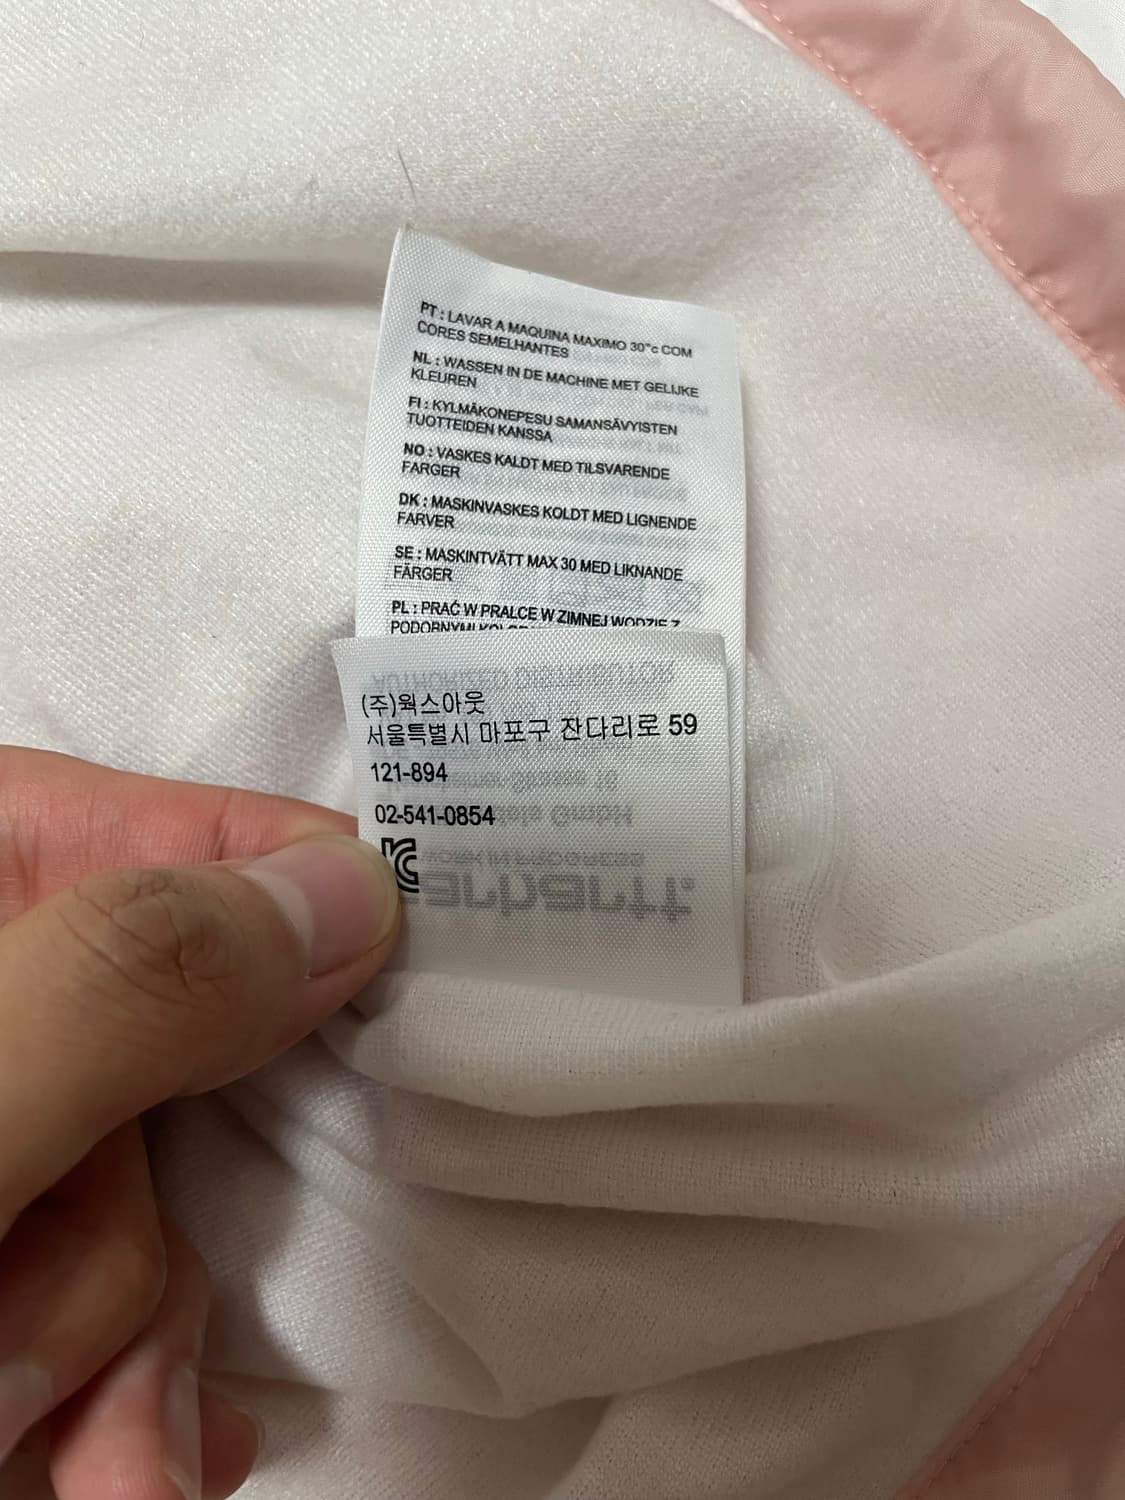 PT : LAVAR A MAQUINA MAXIMO 30°c COM
CORES SEMELHANTES
NL : WASSEN IN DE MACHINE MET GELIJKE
KLEUREN
FI : KYLMÄKONEPESU SAMANSÄVYISTEN
TUOTTEIDEN KANSSA
NO : VASKES KALDT MED TILSVARENDE
FARGER
DK : MASKINVASKES KOLDT MED LIGNENDE
FARVER
SE : MASKINTVÄTT MAX 30 MED LIKNANDE
FÄRGER
PL : PRAĆ W PRALCE W ZIMNEJ WODZIE Z
PODOBNYMI
(주)웍스아웃
서울특별시 마포구 잔다리로 59
121-894
02-541-0854